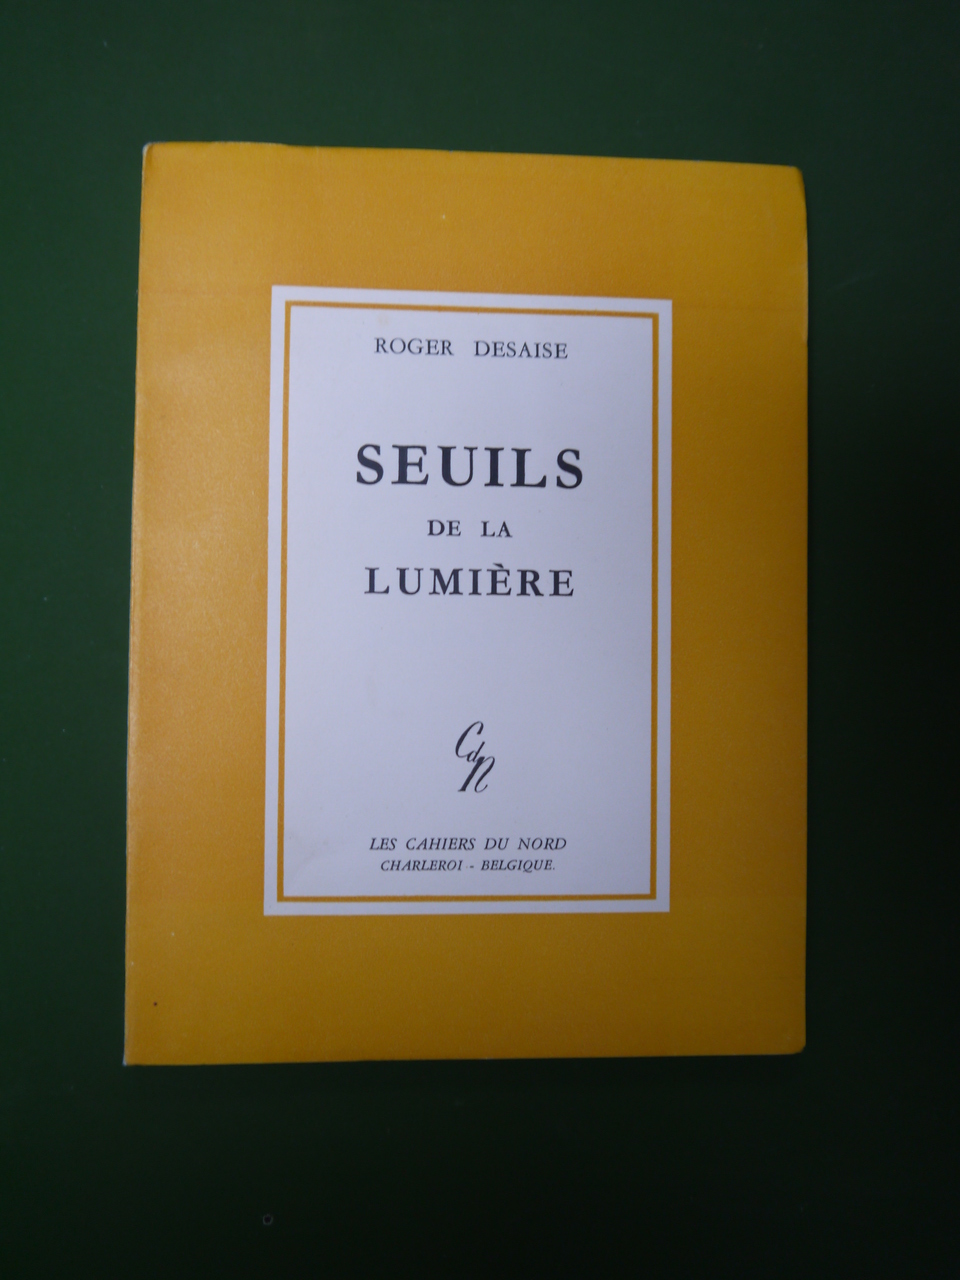 ROGER DESAISE
SEUILS
DE LA
LUMIÈRE
CdN
LES CAHIERS DU NORD
CHARLEROI - BELGIQUE.